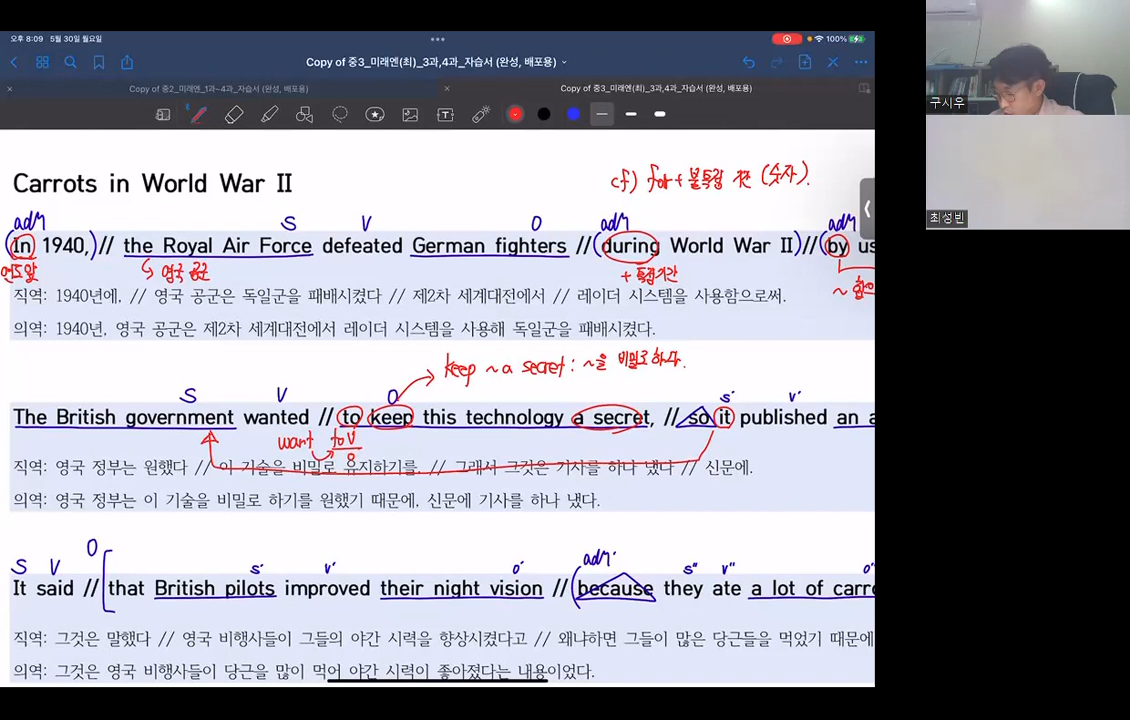 오후 8:09 5월 30일 월요일
100%
Copy of 중3_미래엔(최)_3과,4과_자습서 (완성, 배포용)
Copy of 중2_미래엔_1과~4과_자습서 (완성, 배포용)
Copy of 중3_미래엔(최)_3과,4과_자습서 (완성, 배포용)
구시우
최성빈
Carrots in World War II
cf) for + 불특정 기간 (숫자).
adv S V O adv adv
(In 1940,) // the Royal Air Force defeated German fighters // (during World War II) // (by us
연도 앞 영국 공군 + 특정기간 ~ 함으
직역: 1940년에, // 영국 공군은 독일군을 패배시켰다 // 제2차 세계대전에서 // 레이더 시스템을 사용함으로써.
의역: 1940년, 영국 공군은 제2차 세계대전에서 레이더 시스템을 사용해 독일군을 패배시켰다.
keep ~ a secret : ~을 비밀로 하다.
S V O s' v'
The British government wanted // to keep this technology a secret, // so it published an a
want to V
O
직역: 영국 정부는 원했다 // 이 기술을 비밀로 유지하기를, // 그래서 그것은 기사를 하나 냈다 // 신문에.
의역: 영국 정부는 이 기술을 비밀로 하기를 원했기 때문에, 신문에 기사를 하나 냈다.
S V O s' v' o' adv' s'' v'' o''
It said // [that British pilots improved their night vision // (because they ate a lot of carro
직역: 그것은 말했다 // 영국 비행사들이 그들의 야간 시력을 향상시켰다고 // 왜냐하면 그들이 많은 당근들을 먹었기 때문에
의역: 그것은 영국 비행사들이 당근을 많이 먹어 야간 시력이 좋아졌다는 내용이었다.